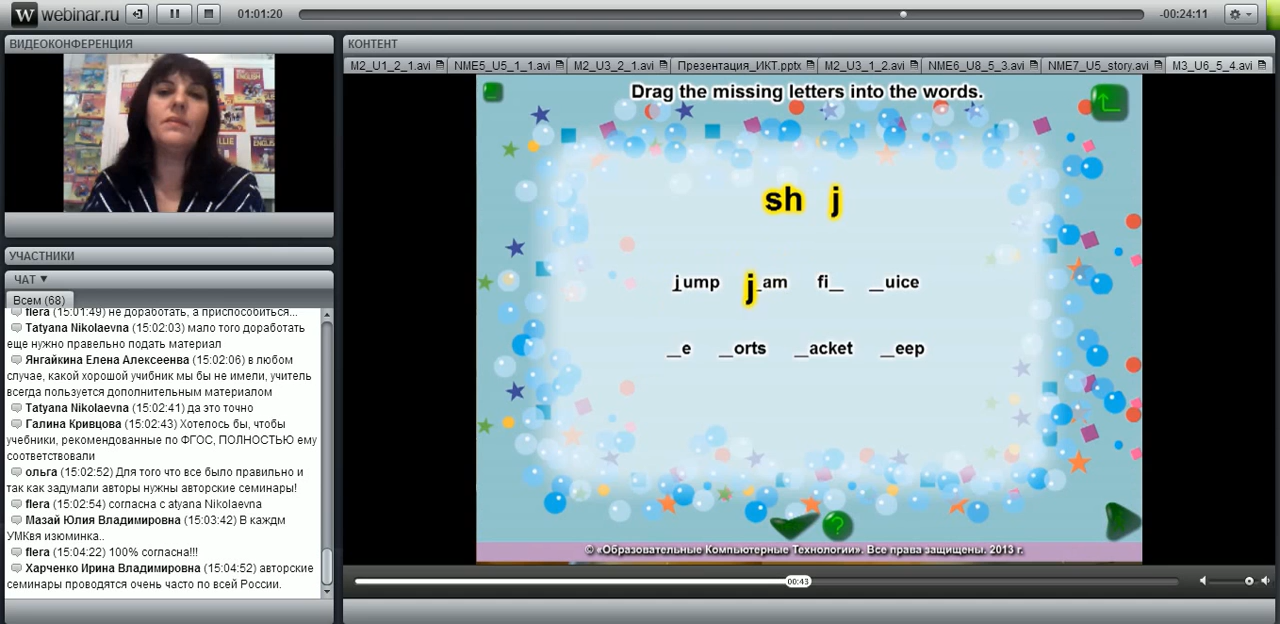 webinar.ru
01:01:20
-00:24:11
ВИДЕОКОНФЕРЕНЦИЯ
УЧАСТНИКИ
ЧАТ ▼
Всем (68)
flera (15:01:49) не доработать, а приспособиться...
Tatyana Nikolaevna (15:02:03) мало того доработать
еще нужно правельно подать материал
Янгайкина Елена Алексеенва (15:02:06) в любом
случае, какой хорошой учибник мы бы не имели, учитель
всегда пользуется дополнительным материалом
Tatyana Nikolaevna (15:02:41) да это точно
Галина Кривцова (15:02:43) Хотелось бы, чтобы
учебники, рекомендованные по ФГОС, ПОЛНОСТЬЮ ему
соответствовали
ольга (15:02:52) Для того что все было правильно и
так как задумали авторы нужны авторские семинары!
flera (15:02:54) согласна с atyana Nikolaevna
Мазай Юлия Владимировна (15:03:42) В каждм
УМКвя изюминка..
flera (15:04:22) 100% согласна!!!
Харченко Ирина Владимировна (15:04:52) авторские
семинары проводятся очень часто по всей России.
КОНТЕНТ
M2_U1_2_1.avi NME5_U5_1_1.avi M2_U3_2_1.avi Презентация_ИКТ.pptx M2_U3_1_2.avi NME6_U8_5_3.avi NME7_U5_story.avi M3_U6_5_4.avi
Drag the missing letters into the words.
sh j
jump j_am fi_ _uice
_e _orts _acket _eep
?
© «Образовательные Компьютерные Технологии». Все права защищены. 2013 г.
00:43